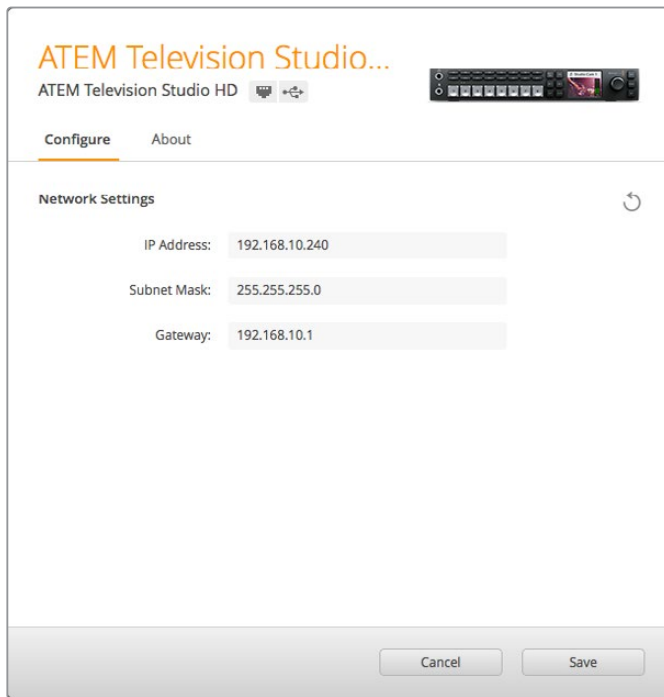 ATEM Television Studio...
ATEM Television Studio HD
Configure About
Network Settings
IP Address: 192.168.10.240
Subnet Mask: 255.255.255.0
Gateway: 192.168.10.1
Cancel Save